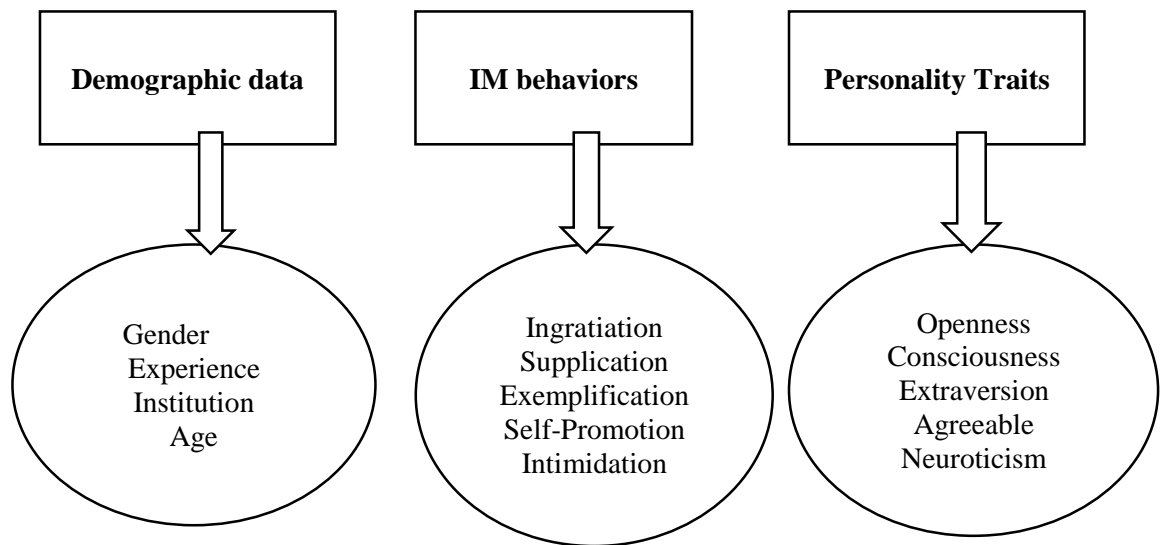 Demographic data
IM behaviors
Personality Traits
Gender
Experience
Institution
Age
Ingratiation
Supplication
Exemplification
Self-Promotion
Intimidation
Openness
Consciousness
Extraversion
Agreeable
Neuroticism